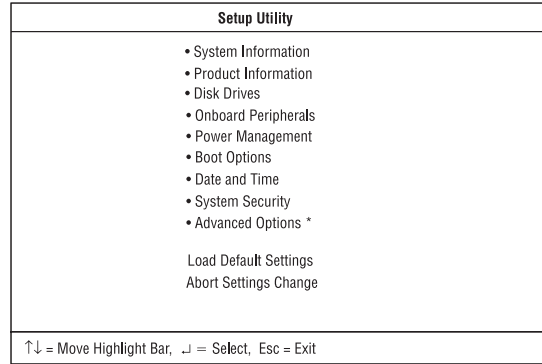 Setup Utility
• System Information
• Product Information
• Disk Drives
• Onboard Peripherals
• Power Management
• Boot Options
• Date and Time
• System Security
• Advanced Options *
Load Default Settings
Abort Settings Change
↑↓ = Move Highlight Bar, ↵ = Select, Esc = Exit